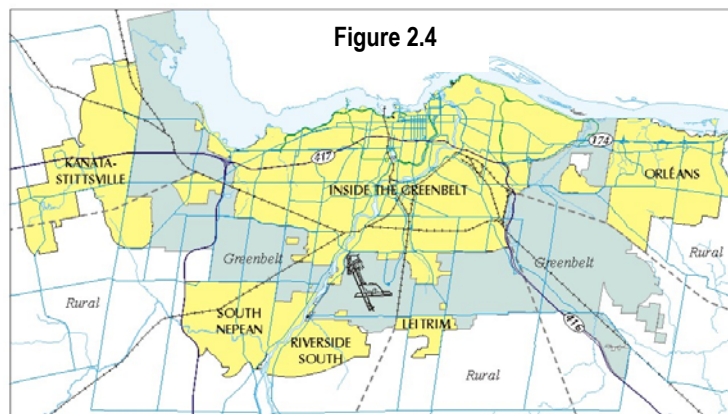 Figure 2.4
174
417
KANATA-
STITTSVILLE
ORLÉANS
INSIDE THE GREENBELT
Greenbelt
Greenbelt
Rural
Rural
SOUTH
NEPEAN
LEITRIM
416
RIVERSIDE
SOUTH
Rural